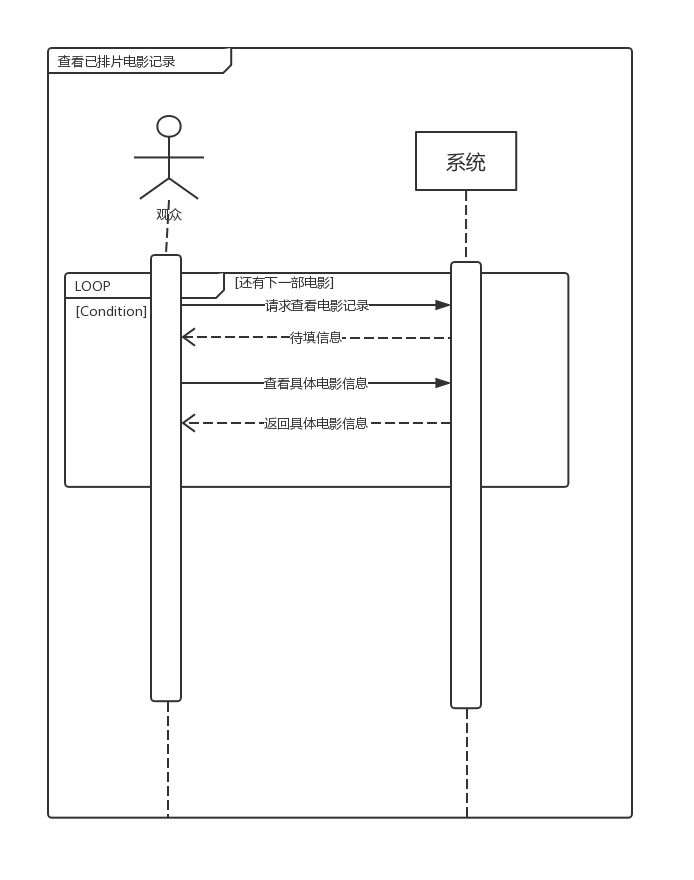 查看已排片电影记录
系统
观众
LOOP
[还有下一部电影]
[Condition]
请求查看电影记录
待填信息
查看具体电影信息
返回具体电影信息